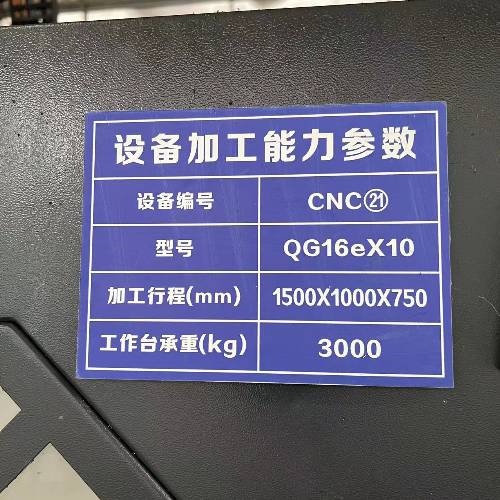 设备加工能力参数
设备编号 CNC㉑
型号 QG16eX10
加工行程(mm) 1500X1000X750
工作台承重(kg) 3000